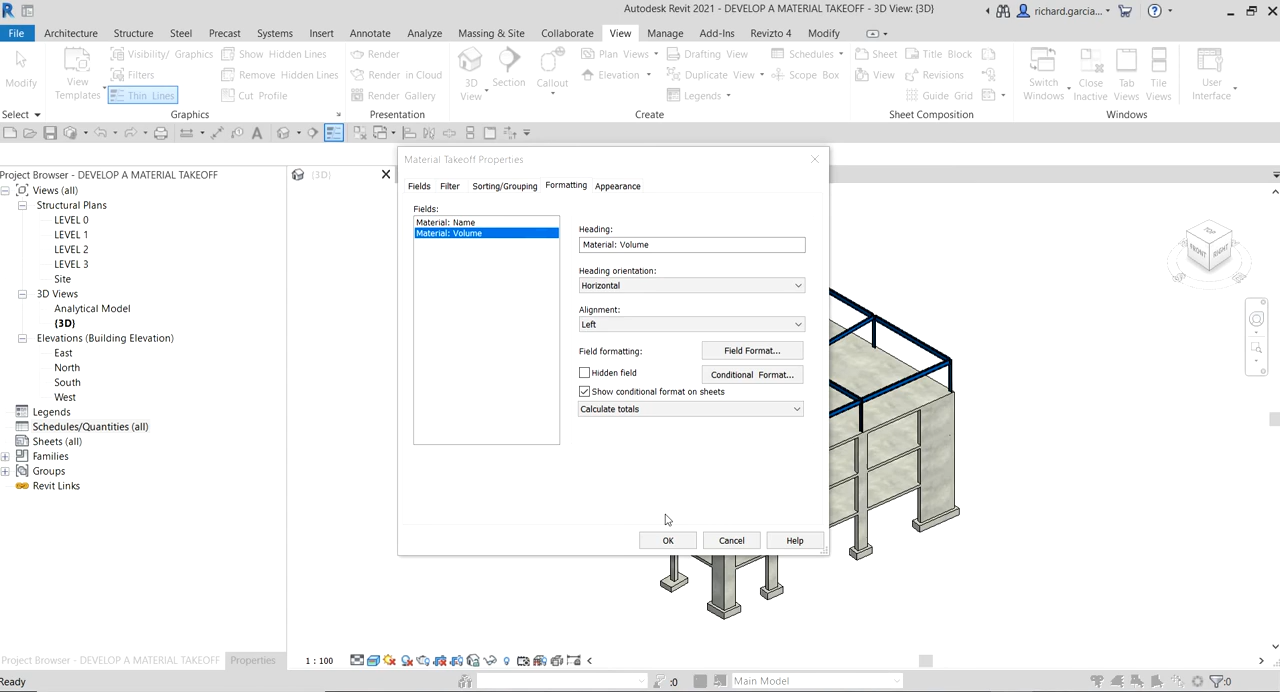 Autodesk Revit 2021 - DEVELOP A MATERIAL TAKEOFF - 3D View: {3D}
richard.garcia...
File Architecture Structure Steel Precast Systems Insert Annotate Analyze Massing & Site Collaborate View Manage Add-Ins Revizto 4 Modify
Modify
View
Templates
Visibility/ Graphics
Filters
Thin Lines
Show Hidden Lines
Remove Hidden Lines
Cut Profile
Render
Render in Cloud
Render Gallery
3D
View
Section
Callout
Plan Views
Elevation
Drafting View
Duplicate View
Legends
Schedules
Scope Box
Sheet
View
Title Block
Revisions
Guide Grid
Switch
Windows
Close
Inactive
Tab
Views
Tile
Views
User
Interface
Select Graphics Presentation Create Sheet Composition Windows
Project Browser - DEVELOP A MATERIAL TAKEOFF
Views (all)
Structural Plans
LEVEL 0
LEVEL 1
LEVEL 2
LEVEL 3
Site
3D Views
Analytical Model
{3D}
Elevations (Building Elevation)
East
North
South
West
Legends
Schedules/Quantities (all)
Sheets (all)
Families
Groups
Revit Links
{3D}
Material Takeoff Properties
Fields Filter Sorting/Grouping Formatting Appearance
Fields:
Material: Name
Material: Volume
Heading:
Material: Volume
Heading orientation:
Horizontal
Alignment:
Left
Field formatting: Field Format...
Hidden field Conditional Format...
Show conditional format on sheets
Calculate totals
OK Cancel Help
TOP
FRONT RIGHT
Project Browser - DEVELOP A MATERIAL TAKEOFF Properties
1 : 100
Ready
:0
Main Model
:0